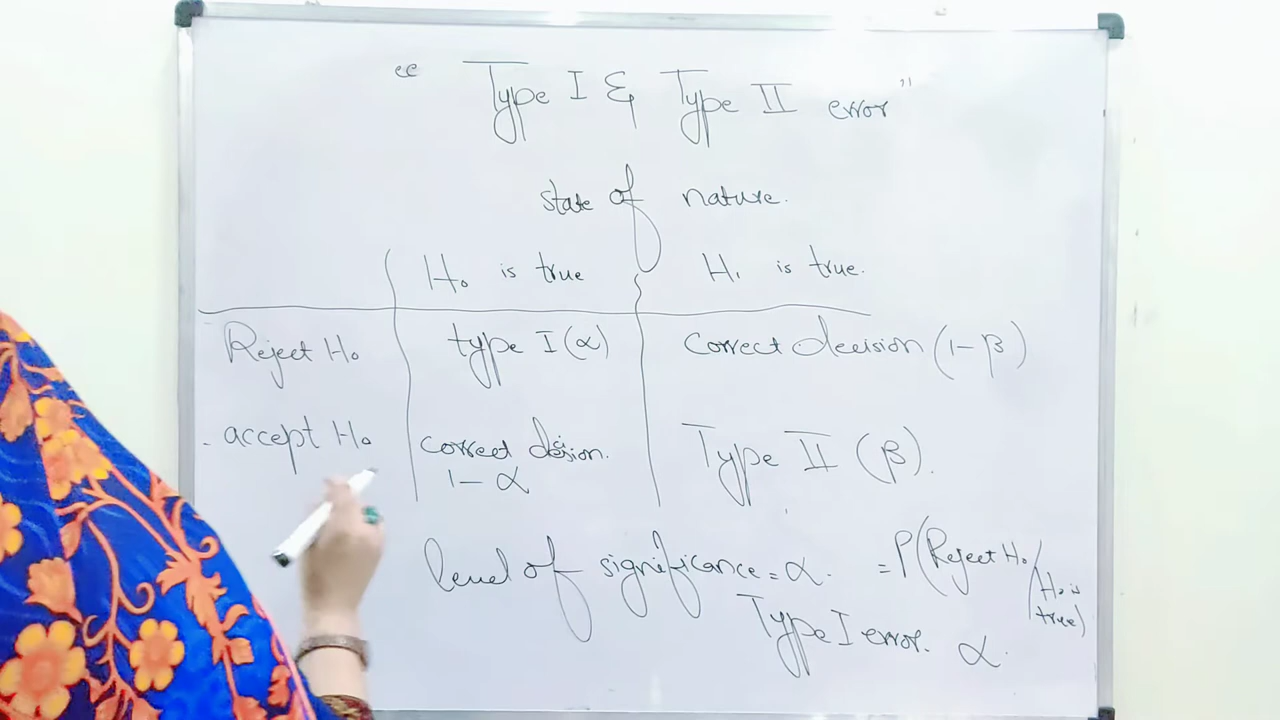 “ Type I & Type II error ”
state of nature.
H₀ is true H₁ is true.
Reject H₀ type I (α) Correct decision (1-β)
accept H₀ correct desion. Type II (β).
1-α
level of significance = α. = P(Reject H₀/H₀ is true)
Type I error. α.